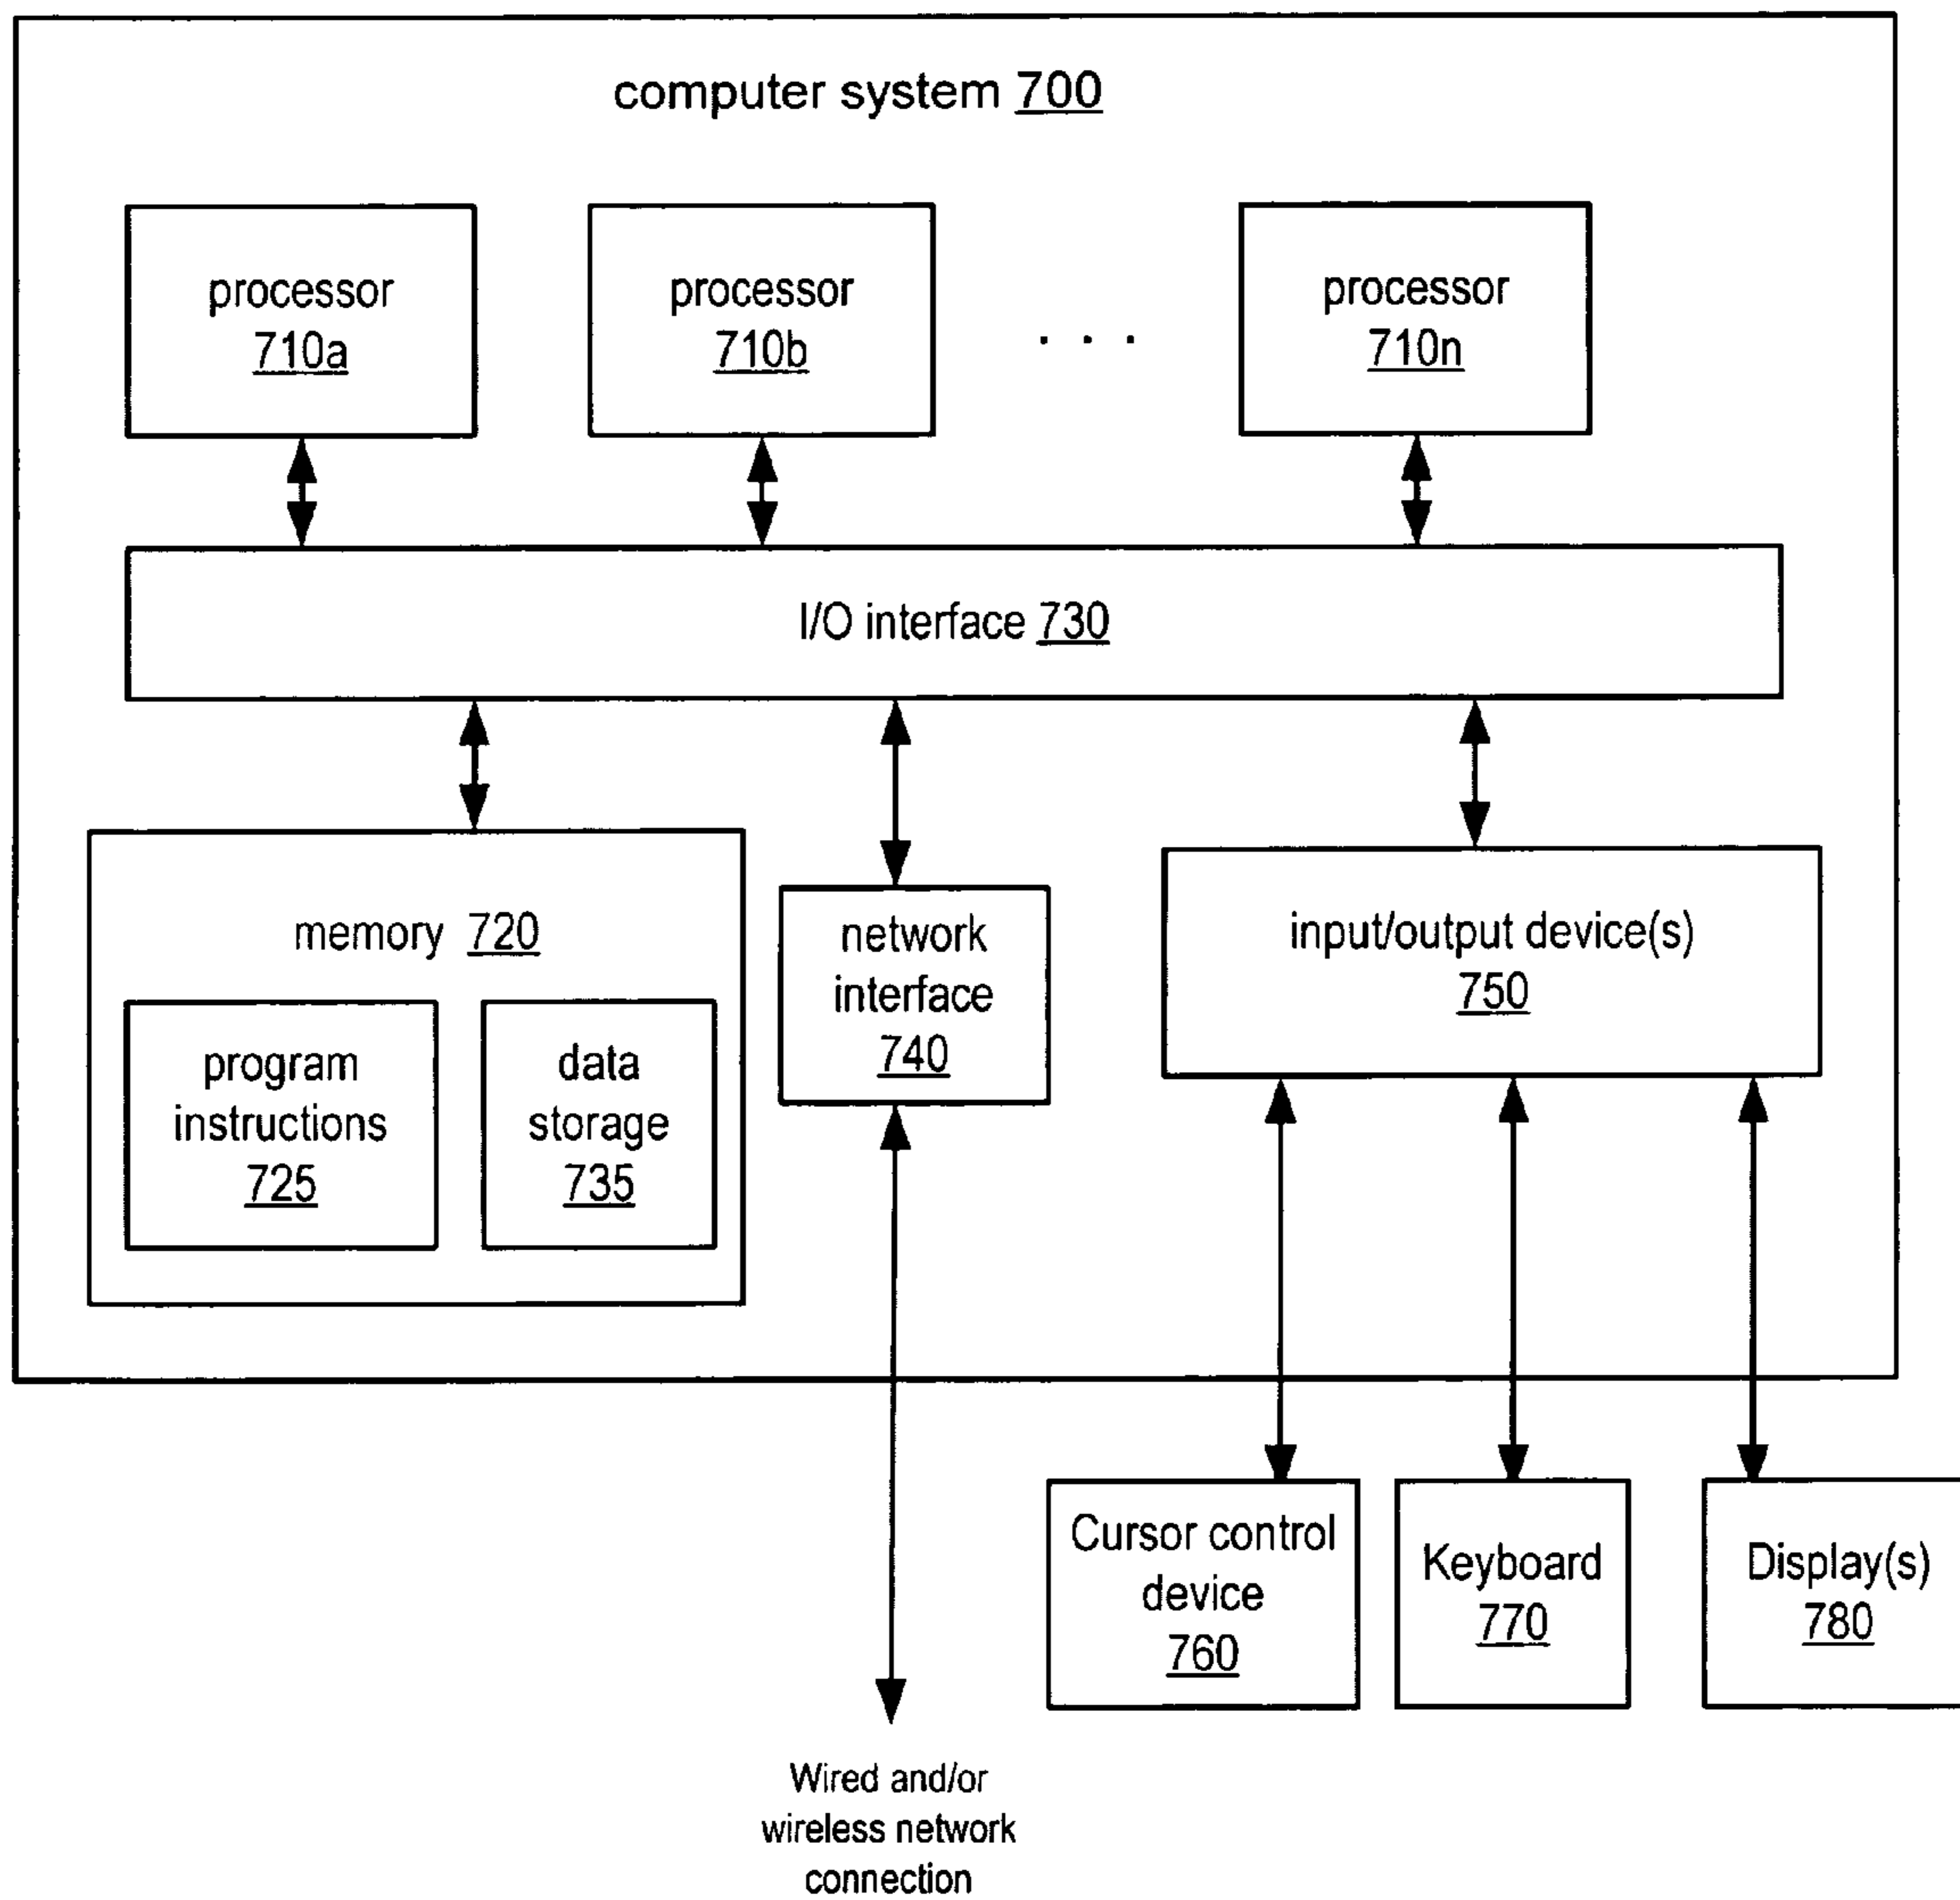 computer system 700
processor
710a
processor
710b
. . .
processor
710n
I/O interface 730
memory 720
program
instructions
725
data
storage
735
network
interface
740
input/output device(s)
750
Cursor control
device
760
Keyboard
770
Display(s)
780
Wired and/or
wireless network
connection